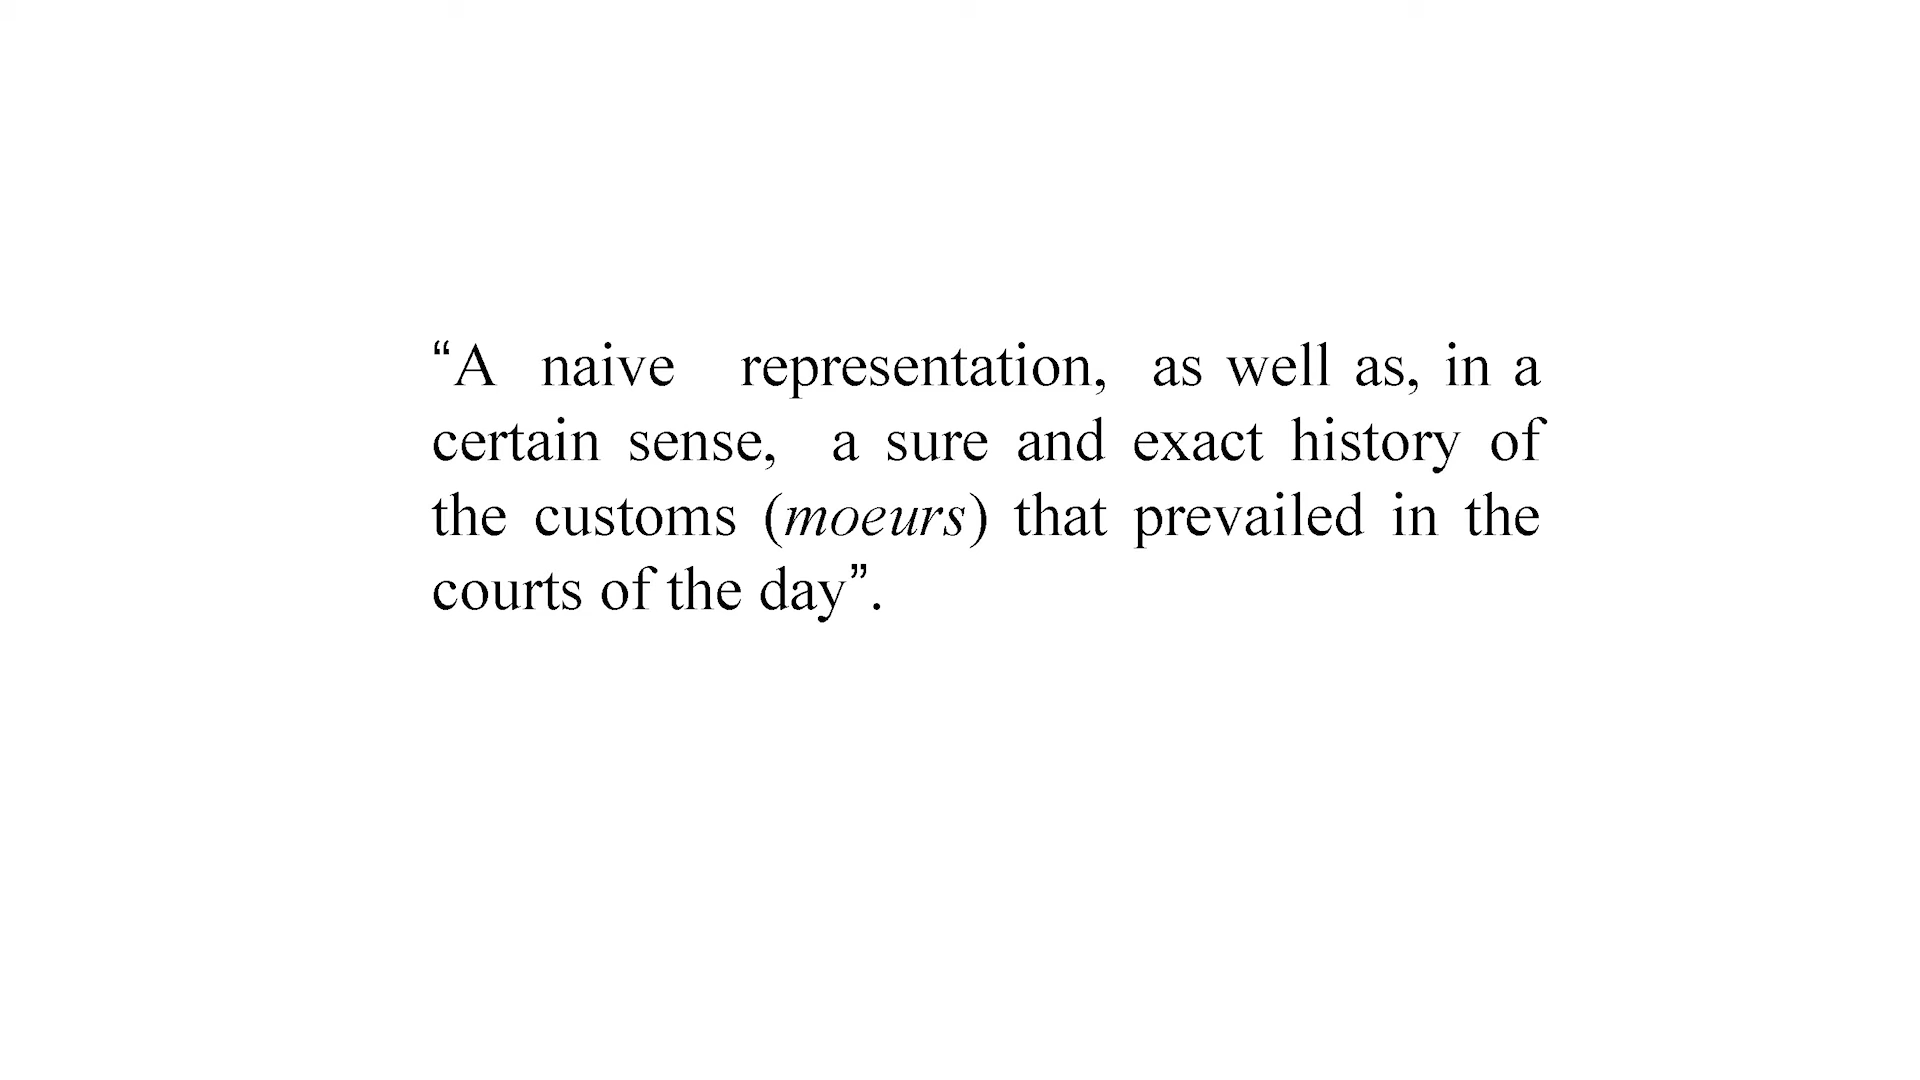 “A naive representation, as well as, in a
certain sense, a sure and exact history of
the customs (moeurs) that prevailed in the
courts of the day”.